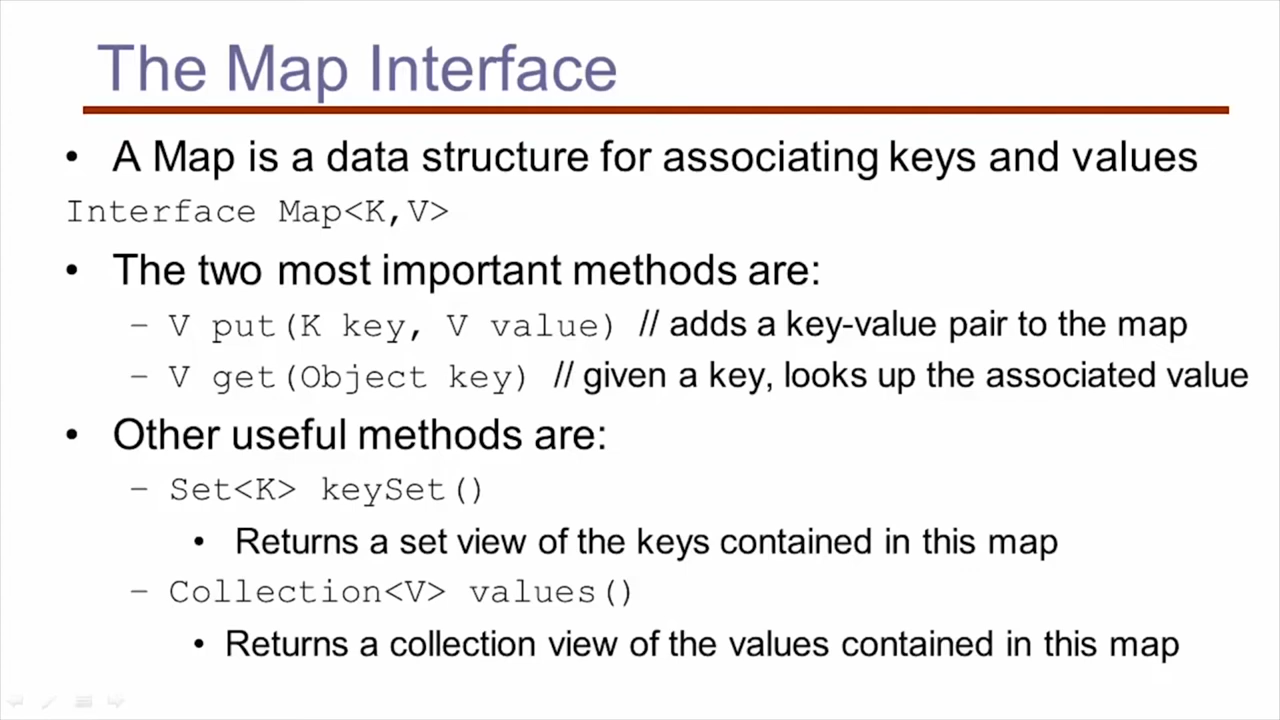 The Map Interface
• A Map is a data structure for associating keys and values
Interface Map<K,V>
• The two most important methods are:
– V put(K key, V value) // adds a key-value pair to the map
– V get(Object key) // given a key, looks up the associated value
• Other useful methods are:
– Set<K> keySet()
• Returns a set view of the keys contained in this map
– Collection<V> values()
• Returns a collection view of the values contained in this map